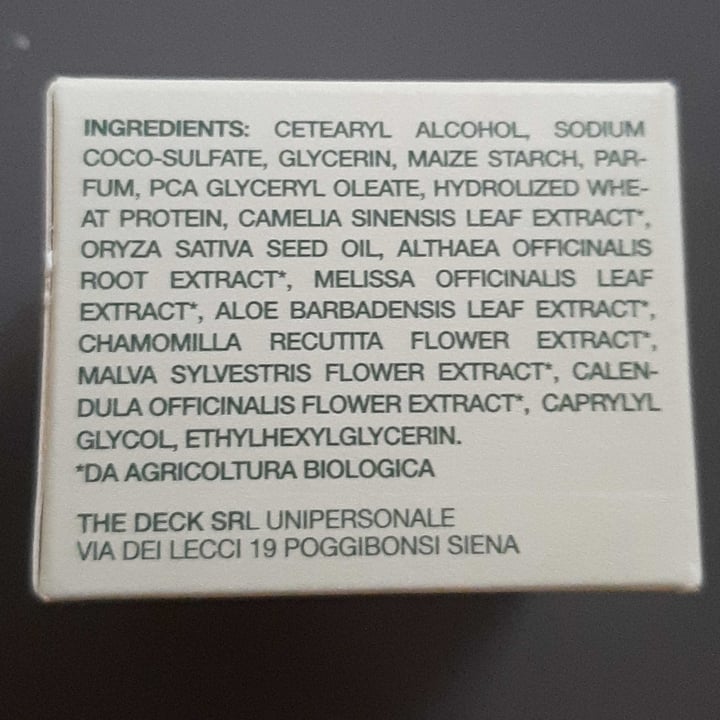 INGREDIENTS: CETEARYL ALCOHOL, SODIUM
COCO-SULFATE, GLYCERIN, MAIZE STARCH, PAR-
FUM, PCA GLYCERYL OLEATE, HYDROLIZED WHE-
AT PROTEIN, CAMELIA SINENSIS LEAF EXTRACT*,
ORYZA SATIVA SEED OIL, ALTHAEA OFFICINALIS
ROOT EXTRACT*, MELISSA OFFICINALIS LEAF
EXTRACT*, ALOE BARBADENSIS LEAF EXTRACT*,
CHAMOMILLA RECUTITA FLOWER EXTRACT*,
MALVA SYLVESTRIS FLOWER EXTRACT*, CALEN-
DULA OFFICINALIS FLOWER EXTRACT*, CAPRYLYL
GLYCOL, ETHYLHEXYLGLYCERIN.
*DA AGRICOLTURA BIOLOGICA
THE DECK SRL UNIPERSONALE
VIA DEI LECCI 19 POGGIBONSI SIENA